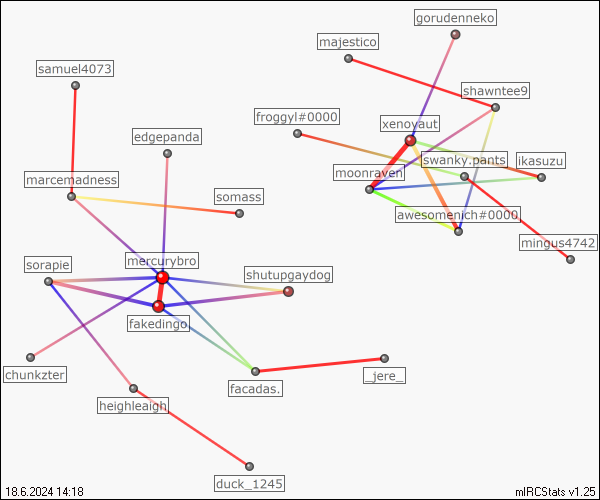 gorudenneko
majestico
samuel4073
shawntee9
froggyl#0000
xenovaut
edgepanda
swanky.pants
ikasuzu
moonraven
marcemadness
somass
awesomenich#0000.
mingus4742
mercurybro
sorapie
shutupgaydog
fakedingo
chunkzter
facadas.
_jere_
heighleaigh
duck_1245
18.6.2024 14:18
mIRCStats v1.25